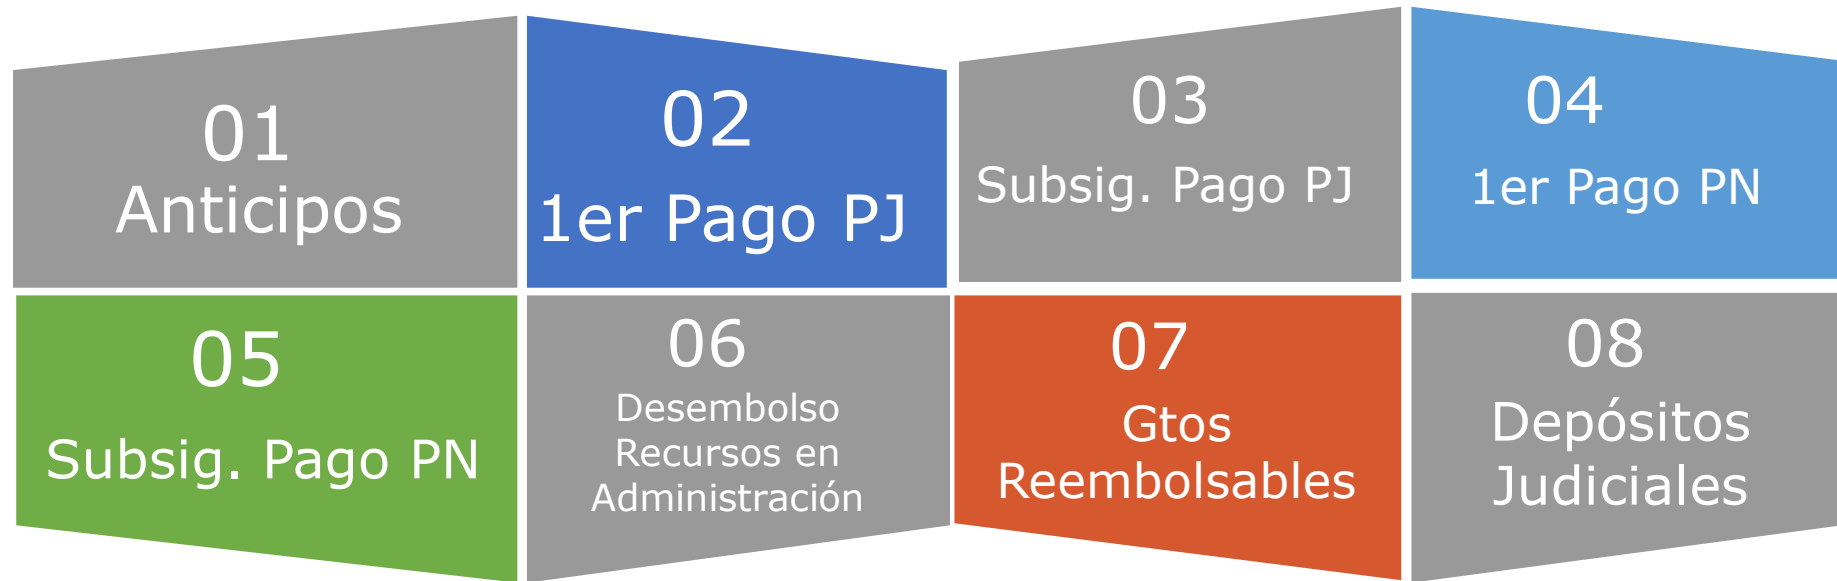 01
Anticipos
02
1er Pago PJ
03
Subsig. Pago PJ
04
1er Pago PN
05
Subsig. Pago PN
06
Desembolso
Recursos en
Administración
07
Gtos
Reembolsables
08
Depósitos
Judiciales